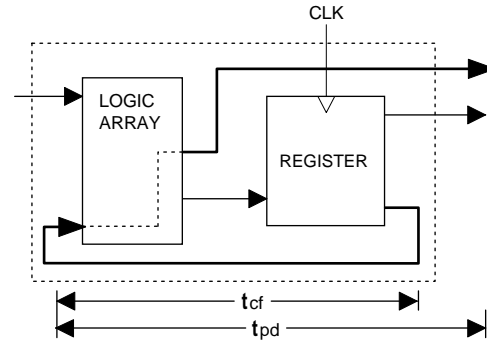 CLK
LOGIC
ARRAY
REGISTER
tcf
tpd